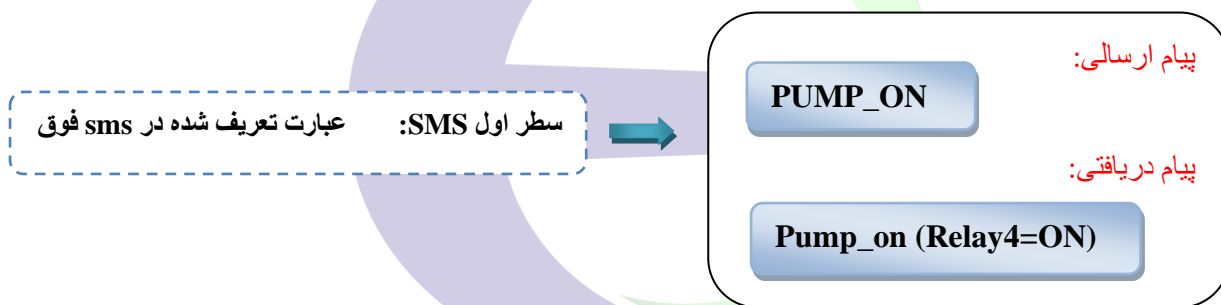 سطر اول SMS: عبارت تعریف شده در sms فوق
پیام ارسالی:
PUMP_ON
پیام دریافتی:
Pump_on (Relay4=ON)